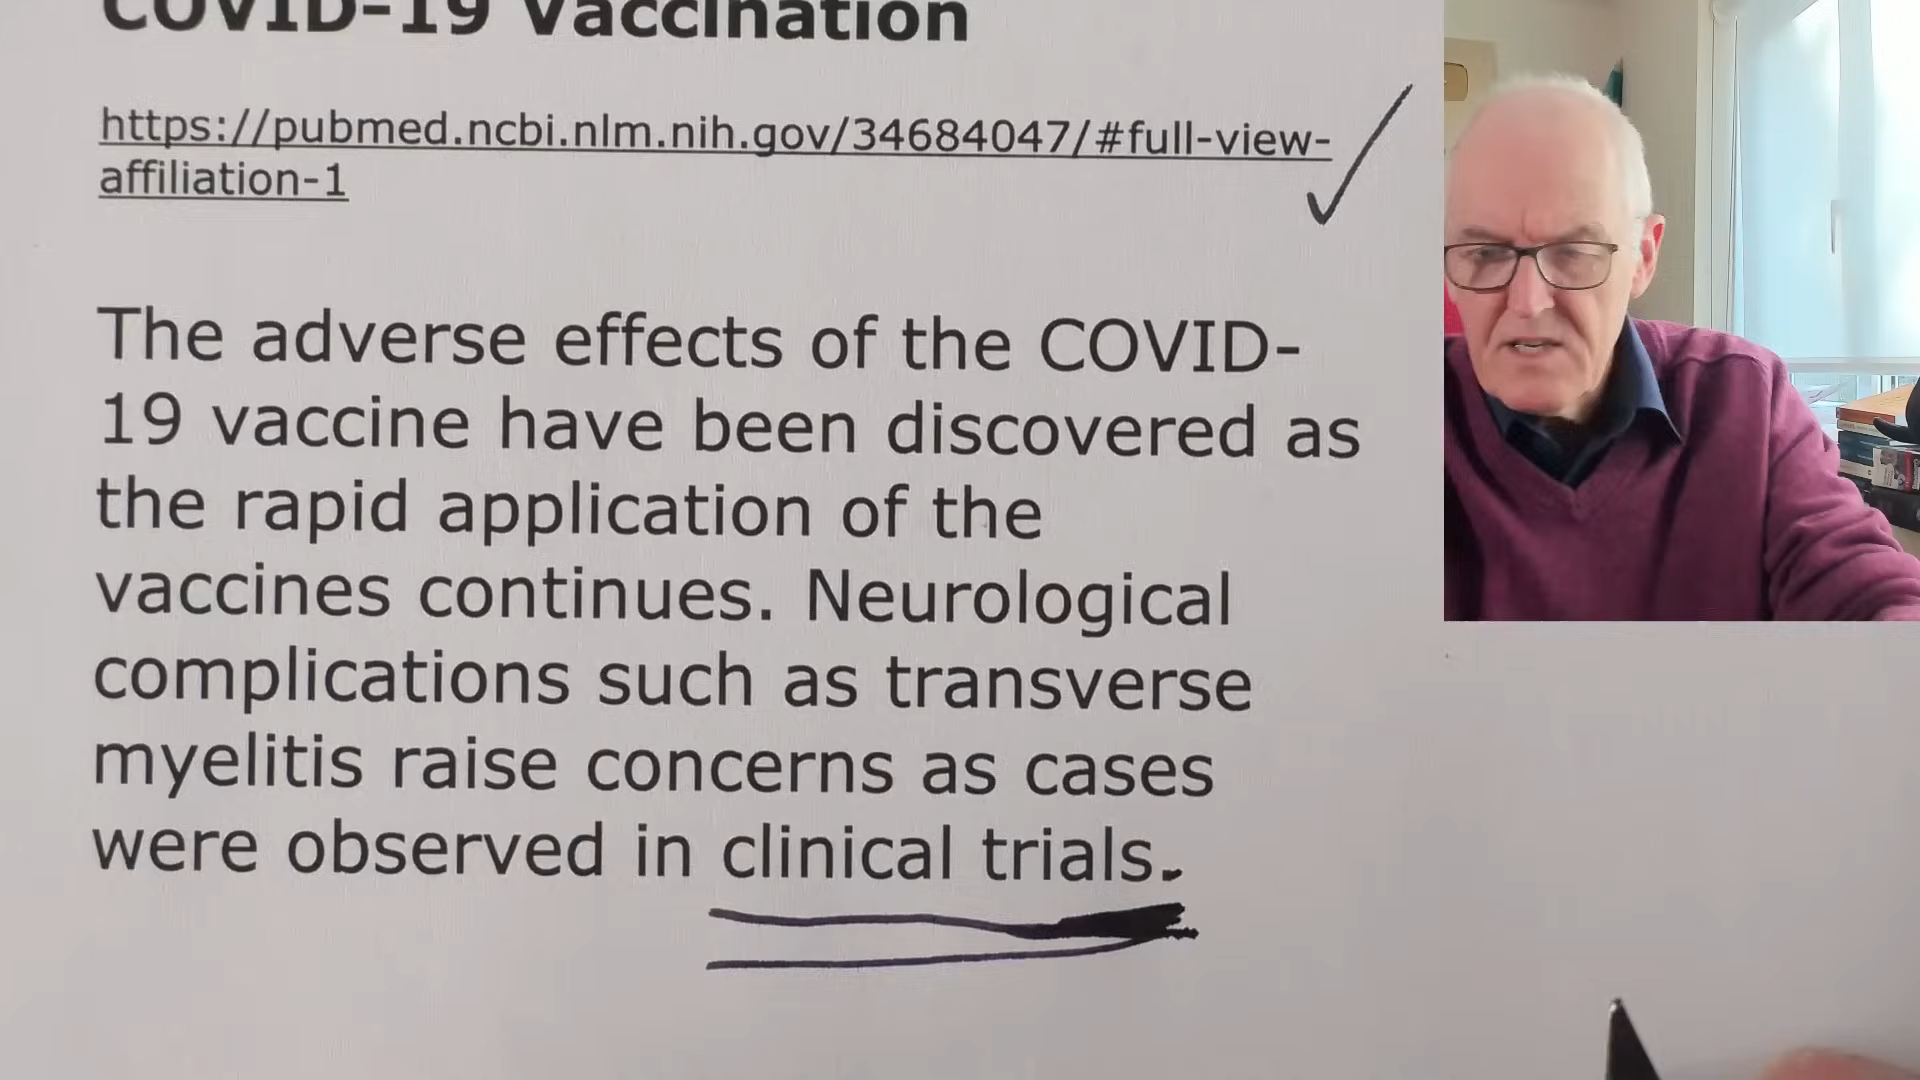 COVID-19 Vaccination
https://pubmed.ncbi.nlm.nih.gov/34684047/#full-view-
affiliation-1
The adverse effects of the COVID-
19 vaccine have been discovered as
the rapid application of the
vaccines continues. Neurological
complications such as transverse
myelitis raise concerns as cases
were observed in clinical trials.